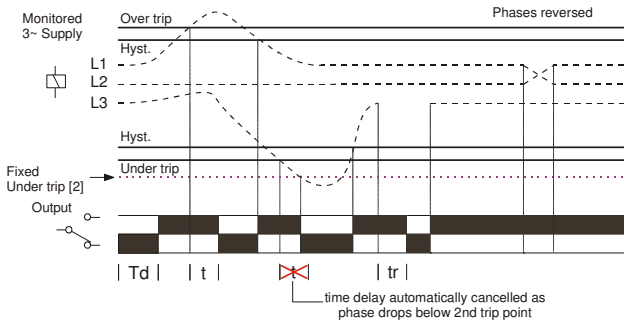 Monitored
3~ Supply
Over trip
Phases reversed
Hyst.
L1
L2
L3
Hyst.
Under trip
Fixed
Under trip [2]
Output
Td
t
t
tr
time delay automatically cancelled as
phase drops below 2nd trip point